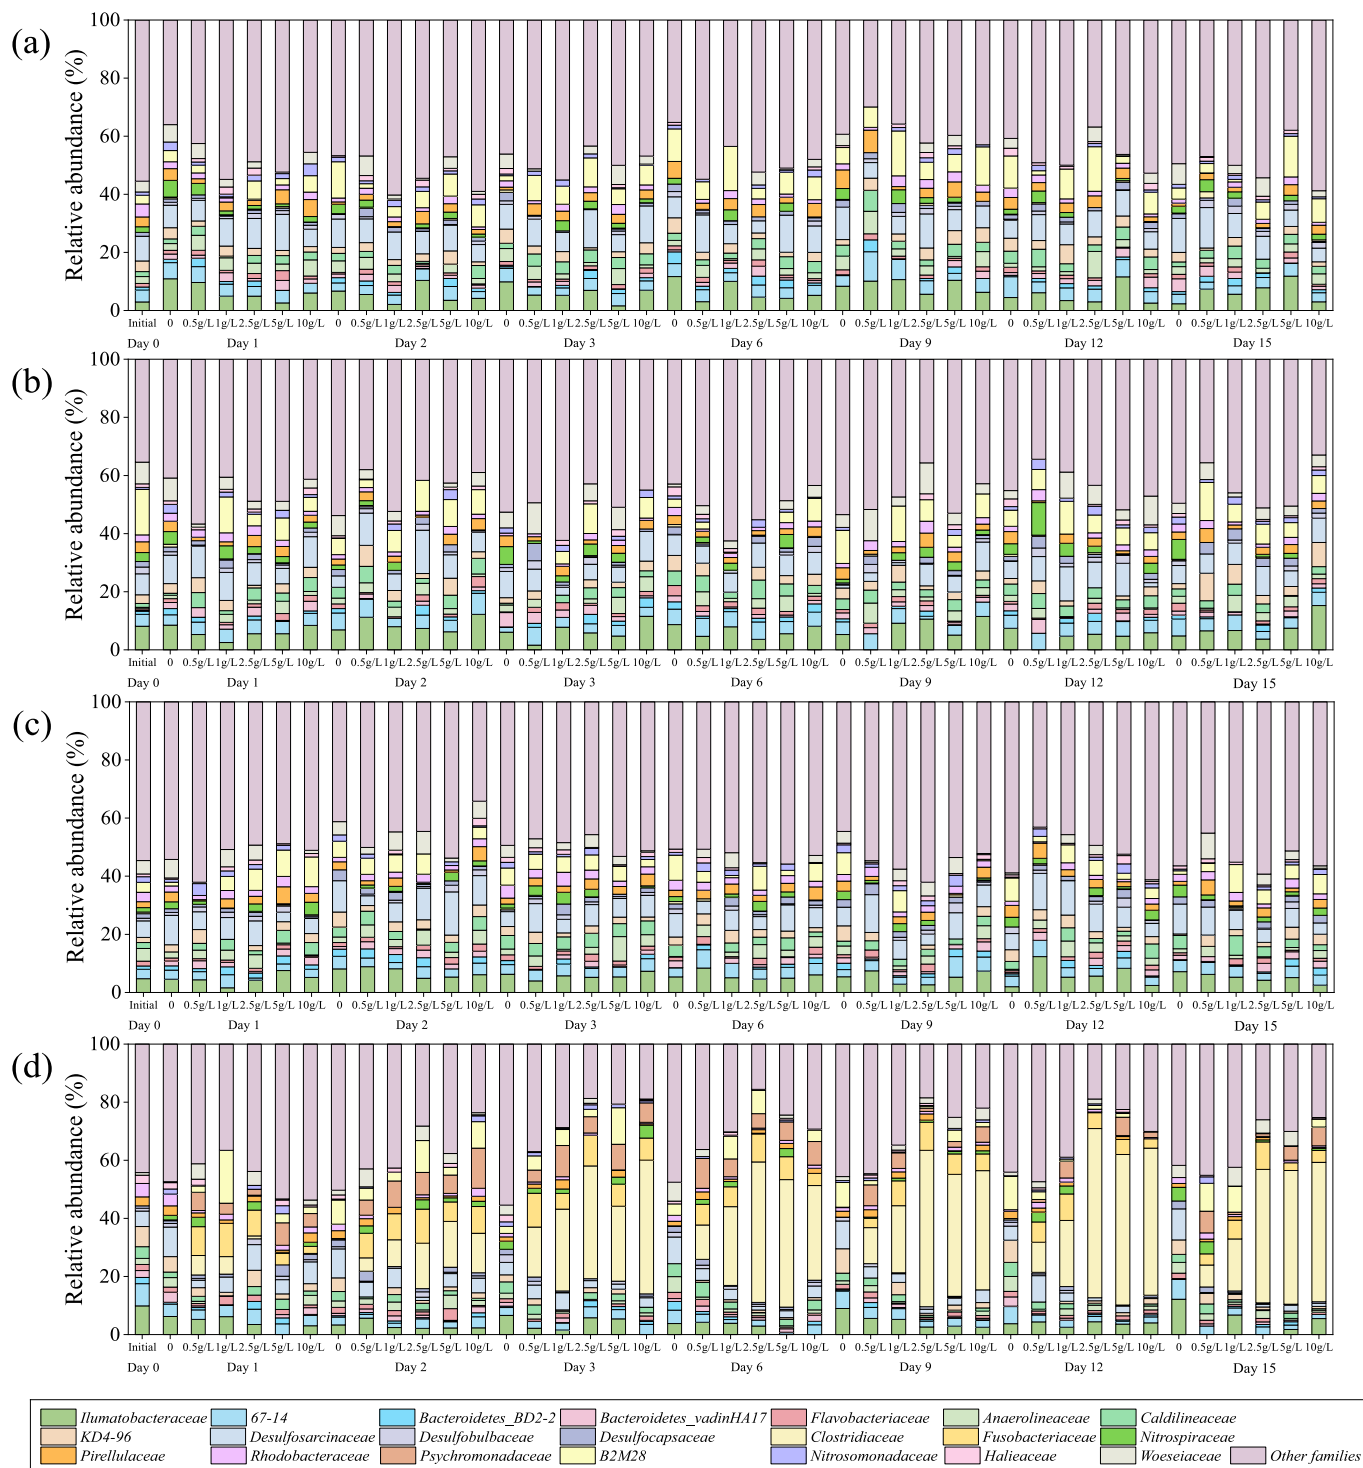 (a)
Relative abundance (%)
100
80
60
40
20
0
Initial 0 0.5g/L 1g/L 2.5g/L 5g/L 10g/L 0 0.5g/L 1g/L 2.5g/L 5g/L 10g/L 0 0.5g/L 1g/L 2.5g/L 5g/L 10g/L 0 0.5g/L 1g/L 2.5g/L 5g/L 10g/L 0 0.5g/L 1g/L 2.5g/L 5g/L 10g/L 0 0.5g/L 1g/L 2.5g/L 5g/L 10g/L 0 0.5g/L 1g/L 2.5g/L 5g/L 10g/L
Day 0 Day 1 Day 2 Day 3 Day 6 Day 9 Day 12 Day 15
(b)
Relative abundance (%)
100
80
60
40
20
0
Initial 0 0.5g/L 1g/L 2.5g/L 5g/L 10g/L 0 0.5g/L 1g/L 2.5g/L 5g/L 10g/L 0 0.5g/L 1g/L 2.5g/L 5g/L 10g/L 0 0.5g/L 1g/L 2.5g/L 5g/L 10g/L 0 0.5g/L 1g/L 2.5g/L 5g/L 10g/L 0 0.5g/L 1g/L 2.5g/L 5g/L 10g/L 0 0.5g/L 1g/L 2.5g/L 5g/L 10g/L
Day 0 Day 1 Day 2 Day 3 Day 6 Day 9 Day 12 Day 15
(c)
Relative abundance (%)
100
80
60
40
20
0
Initial 0 0.5g/L 1g/L 2.5g/L 5g/L 10g/L 0 0.5g/L 1g/L 2.5g/L 5g/L 10g/L 0 0.5g/L 1g/L 2.5g/L 5g/L 10g/L 0 0.5g/L 1g/L 2.5g/L 5g/L 10g/L 0 0.5g/L 1g/L 2.5g/L 5g/L 10g/L 0 0.5g/L 1g/L 2.5g/L 5g/L 10g/L 0 0.5g/L 1g/L 2.5g/L 5g/L 10g/L
Day 0 Day 1 Day 2 Day 3 Day 6 Day 9 Day 12 Day 15
(d)
Relative abundance (%)
100
80
60
40
20
0
Initial 0 0.5g/L 1g/L 2.5g/L 5g/L 10g/L 0 0.5g/L 1g/L 2.5g/L 5g/L 10g/L 0 0.5g/L 1g/L 2.5g/L 5g/L 10g/L 0 0.5g/L 1g/L 2.5g/L 5g/L 10g/L 0 0.5g/L 1g/L 2.5g/L 5g/L 10g/L 0 0.5g/L 1g/L 2.5g/L 5g/L 10g/L 0 0.5g/L 1g/L 2.5g/L 5g/L 10g/L
Day 0 Day 1 Day 2 Day 3 Day 6 Day 9 Day 12 Day 15
Ilumatobacteraceae 67-14 Bacteroidetes_BD2-2 Bacteroidetes_vadinHA17 Flavobacteriaceae Anaerolineaceae Caldilineaceae
KD4-96 Desulfosarcinaceae Desulfobulbaceae Desulfocapsaceae Clostridiaceae Fusobacteriaceae Nitrospiraceae
Pirellulaceae Rhodobacteraceae Psychromonadaceae B2M28 Nitrosomonadaceae Halieaceae Woeseiaceae Other families